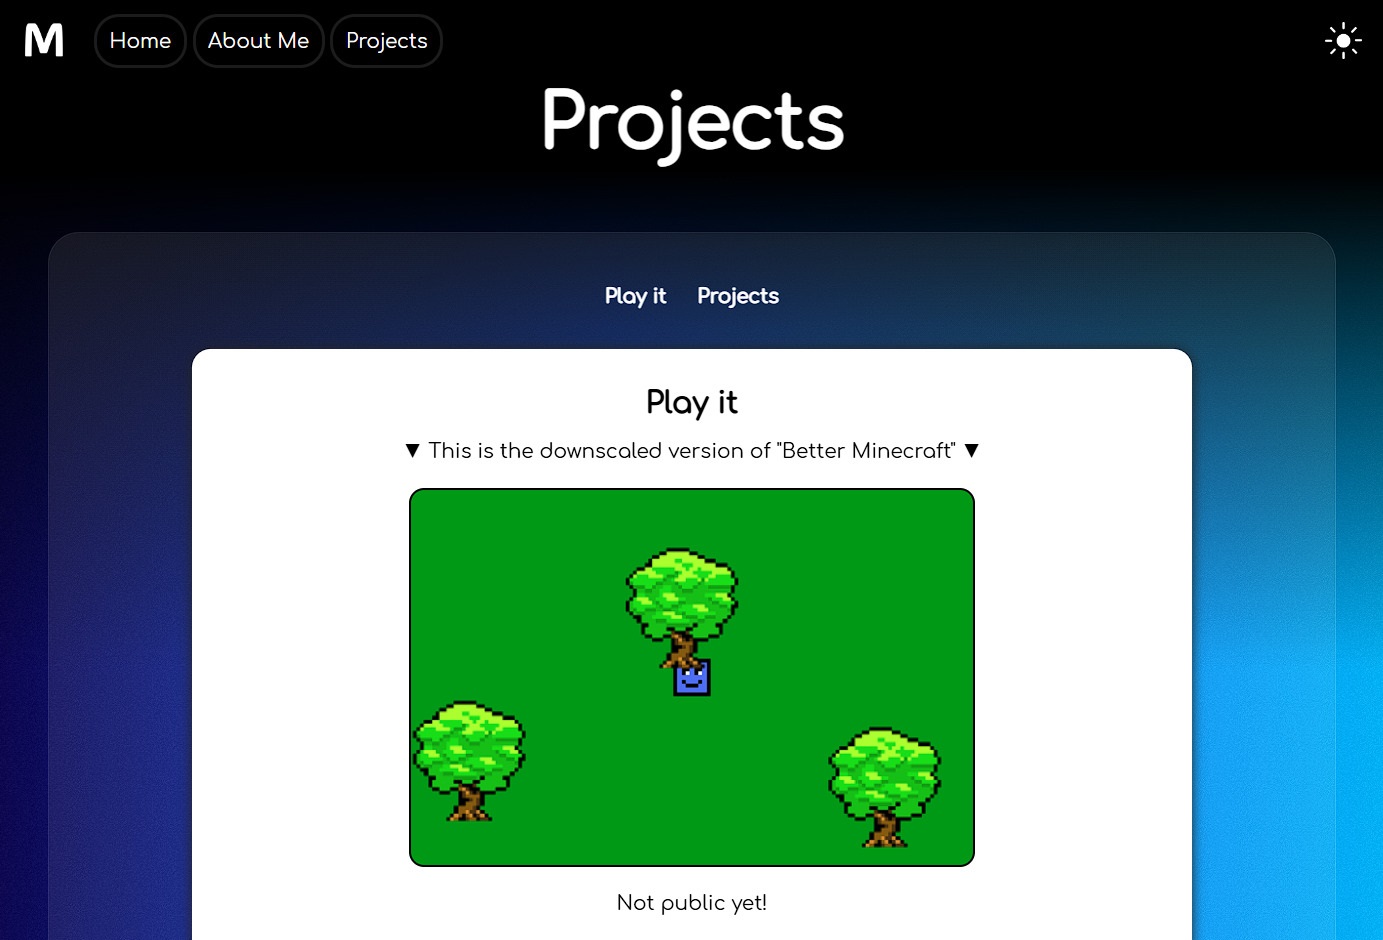 M Home About Me Projects
Projects
Play it Projects
Play it
▼ This is the downscaled version of "Better Minecraft" ▼
Not public yet!